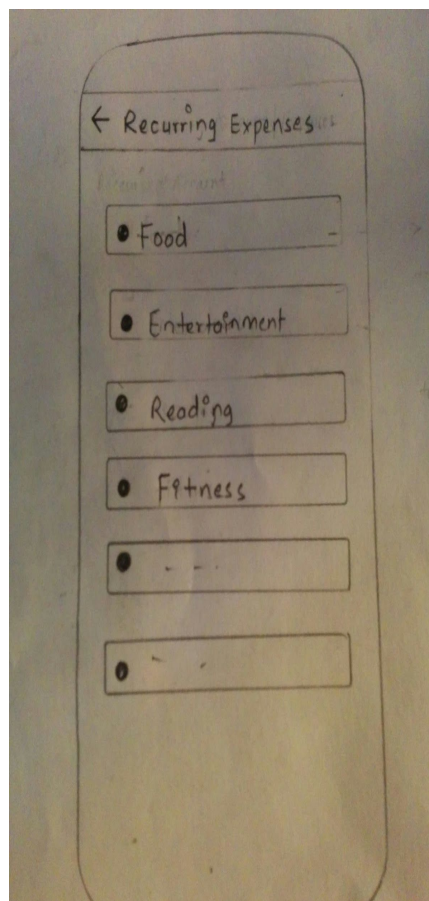 ← Recurring Expenses
Food
Entertainment
Reading
Fitness